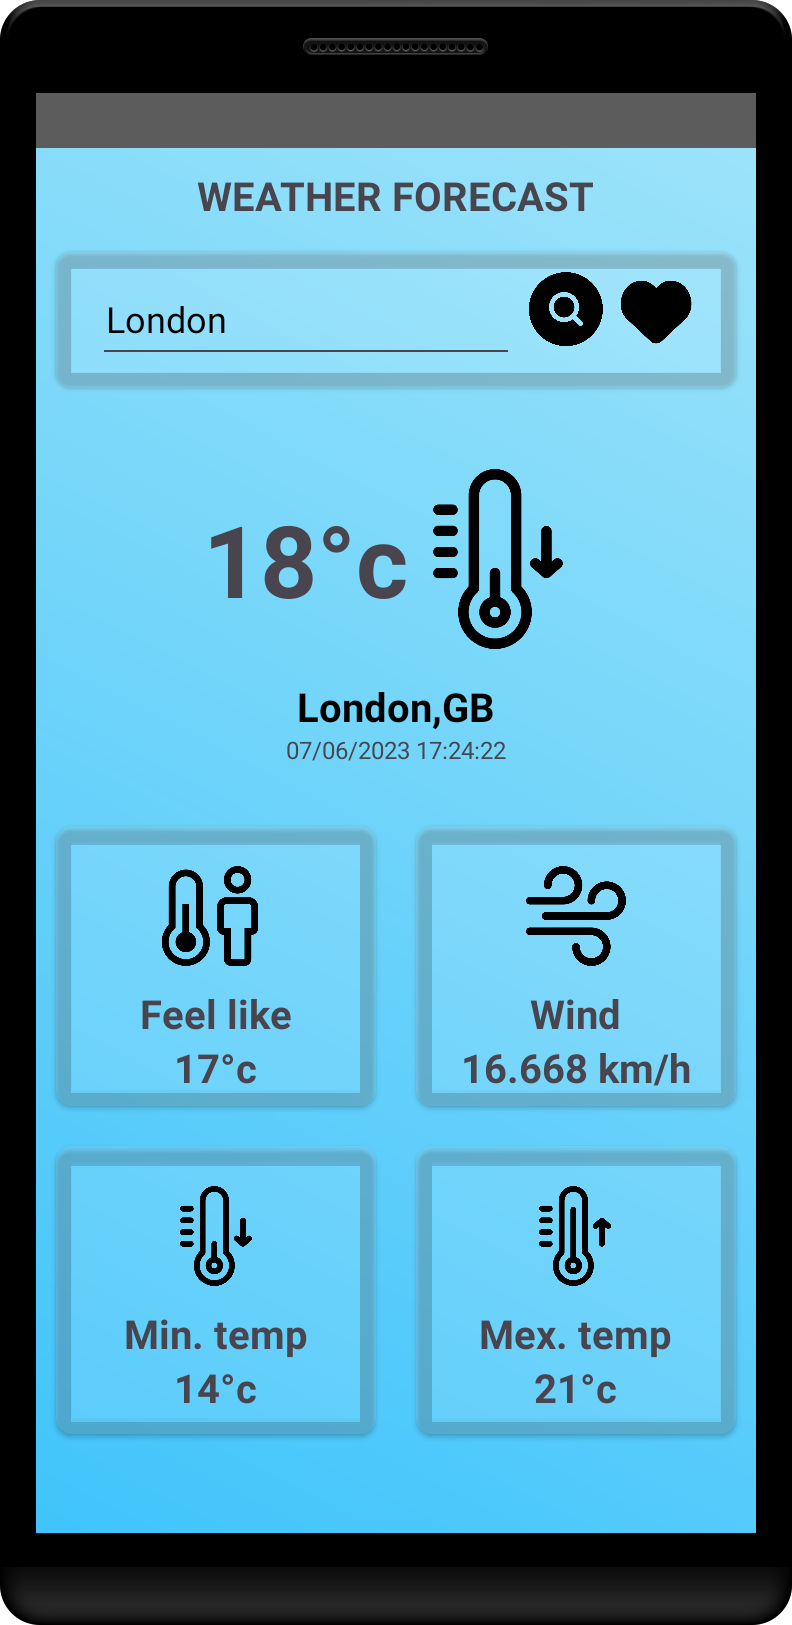 WEATHER FORECAST
London
18°c
London,GB
07/06/2023 17:24:22
Feel like
17°c
Wind
16.668 km/h
Min. temp
14°c
Mex. temp
21°c